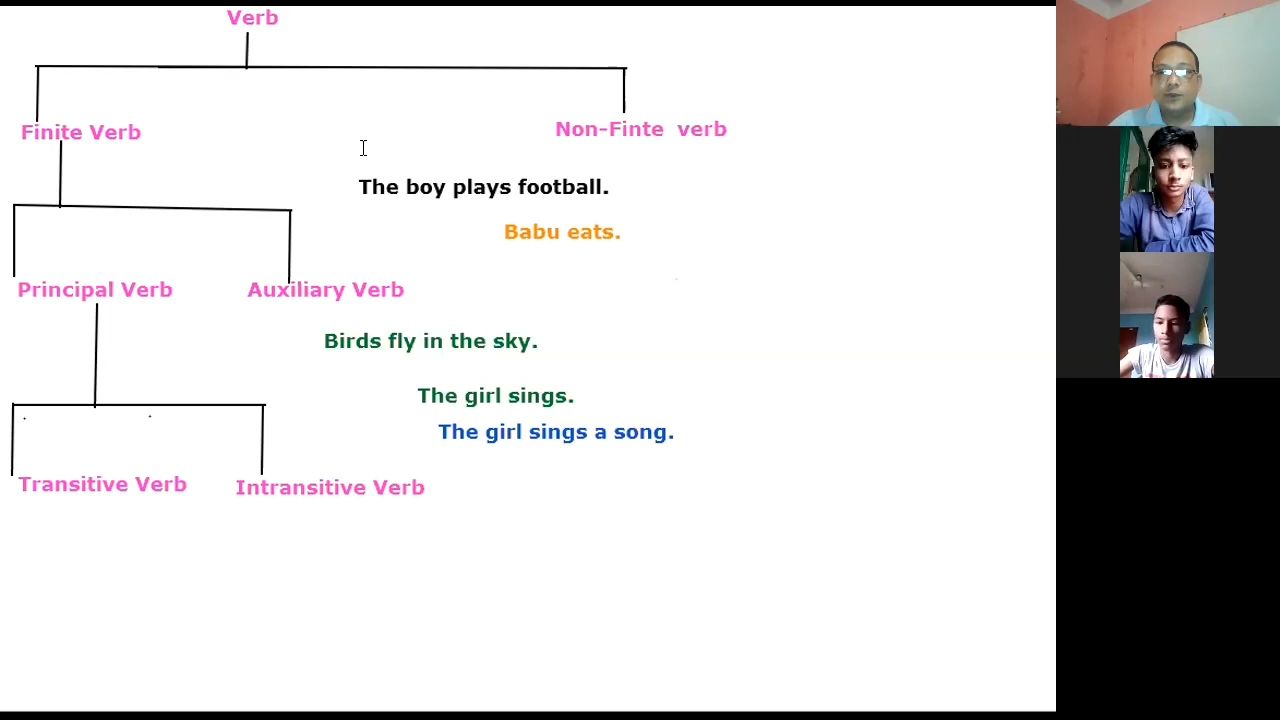 Verb
Finite Verb
Non-Finte verb
The boy plays football.
Babu eats.
Principal Verb
Auxiliary Verb
Birds fly in the sky.
The girl sings.
The girl sings a song.
Transitive Verb
Intransitive Verb